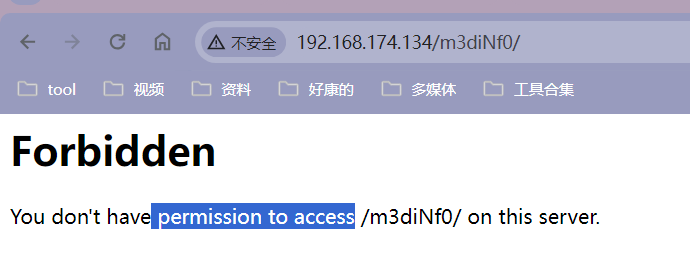 不安全 192.168.174.134/m3diNf0/
tool 视频 资料 好康的 多媒体 工具合集
Forbidden
You don't have permission to access /m3diNf0/ on this server.